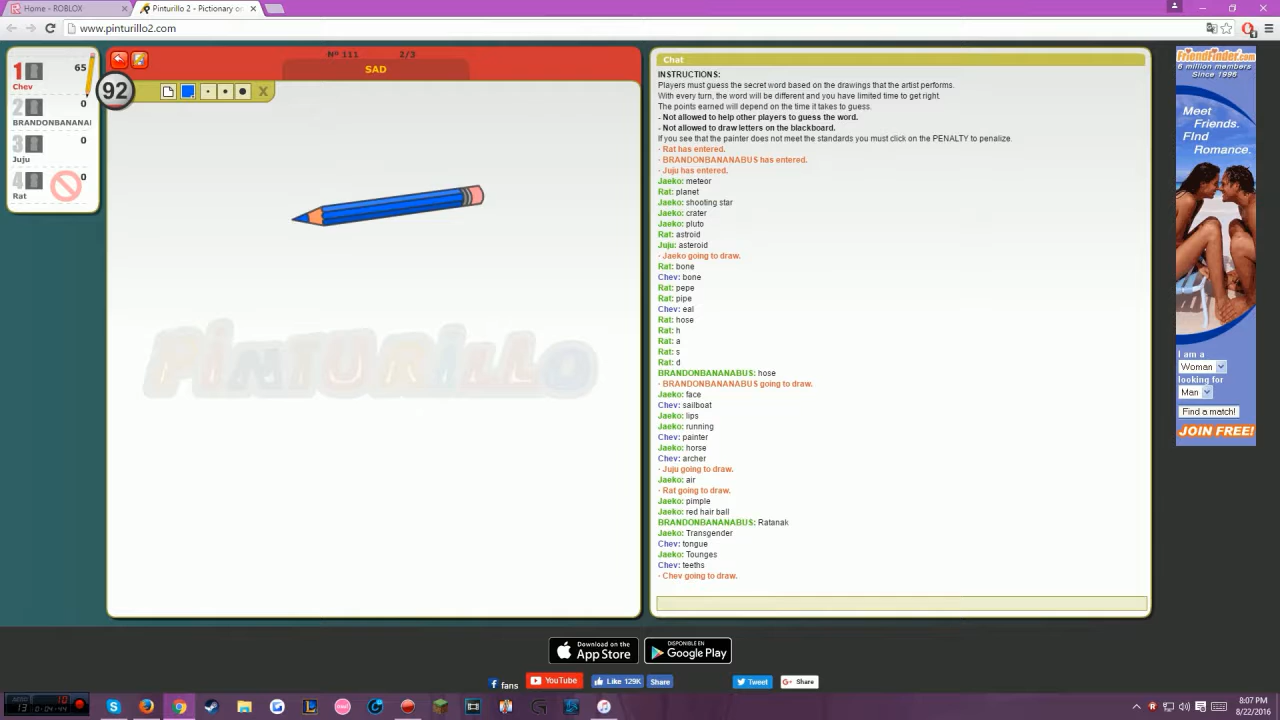 Home - ROBLOX
Pinturillo 2 - Pictionary on
www.pinturillo2.com
1 65
Chev
2 0
BRANDONBANANAI
3 0
Juju
4 0
Rat
92
Nº 111 2/3
SAD
PINTURILLO
Chat
INSTRUCTIONS:
Players must guess the secret word based on the drawings that the artist performs.
With every turn, the word will be different and you have limited time to get right.
The points earned will depend on the time it takes to guess.
- Not allowed to help other players to guess the word.
- Not allowed to draw letters on the blackboard.
If you see that the painter does not meet the standards you must click on the PENALTY to penalize.
· Rat has entered.
· BRANDONBANANABUS has entered.
· Juju has entered.
Jaeko: meteor
Rat: planet
Jaeko: shooting star
Jaeko: crater
Jaeko: pluto
Rat: astroid
Juju: asteroid
· Jaeko going to draw.
Rat: bone
Chev: bone
Rat: pepe
Rat: pipe
Chev: eal
Rat: hose
Rat: h
Rat: a
Rat: s
Rat: d
BRANDONBANANABUS: hose
· BRANDONBANANABUS going to draw.
Jaeko: face
Chev: sailboat
Jaeko: lips
Jaeko: running
Chev: painter
Jaeko: horse
Chev: archer
· Juju going to draw.
Jaeko: air
· Rat going to draw.
Jaeko: pimple
Jaeko: red hair ball
BRANDONBANANABUS: Ratanak
Jaeko: Transgender
Chev: tongue
Jaeko: Tounges
Chev: teeths
· Chev going to draw.
FriendFinder.com
6 million members
Since 1996
Meet
Friends.
Find
Romance.
I am a
Woman
looking for
Man
Find a match!
JOIN FREE!
Download on the
App Store
DISPONIBLE EN
Google Play
f fans
YouTube
Like 129K
Share
Tweet
G+ Share
10
13 0:04:44
8:07 PM
8/22/2016